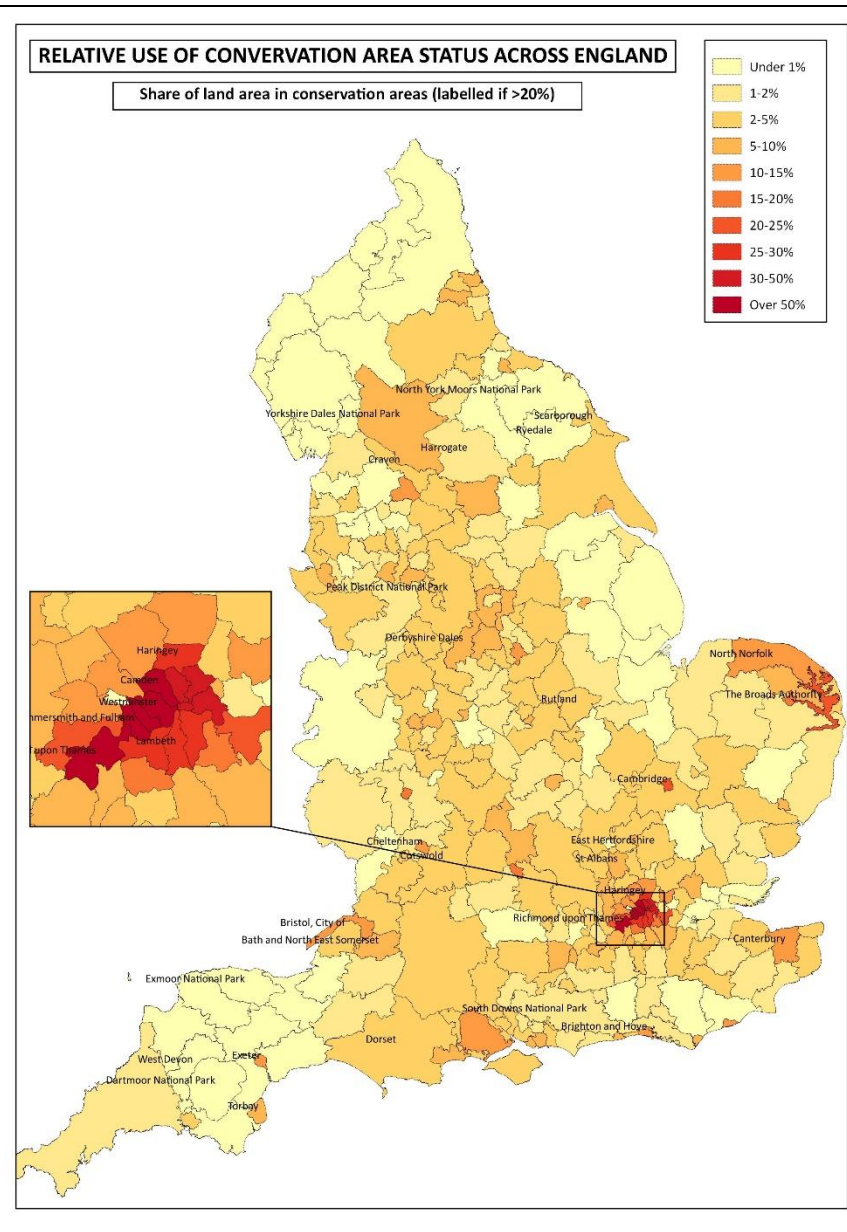 RELATIVE USE OF CONVERVATION AREA STATUS ACROSS ENGLAND
Share of land area in conservation areas (labelled if >20%)
Under 1%
1-2%
2-5%
5-10%
10-15%
15-20%
20-25%
25-30%
30-50%
Over 50%
North York Moors National Park
Yorkshire Dales National Park
Scarborough
Ryedale
Harrogate
Craven
Peak District National Park
Derbyshire Dales
Haringey
Camden
Westminster
mmersmith and Fulham
upon Thames
Lambeth
North Norfolk
The Broads Authority
Rutland
Cambridge
Cheltenham
Cotswold
East Hertfordshire
St Albans
Haringey
Richmond upon Thames
Bristol, City of
Bath and North East Somerset
Canterbury
Exmoor National Park
South Downs National Park
Brighton and Hove
Dorset
West Devon
Exeter
Dartmoor National Park
Torbay